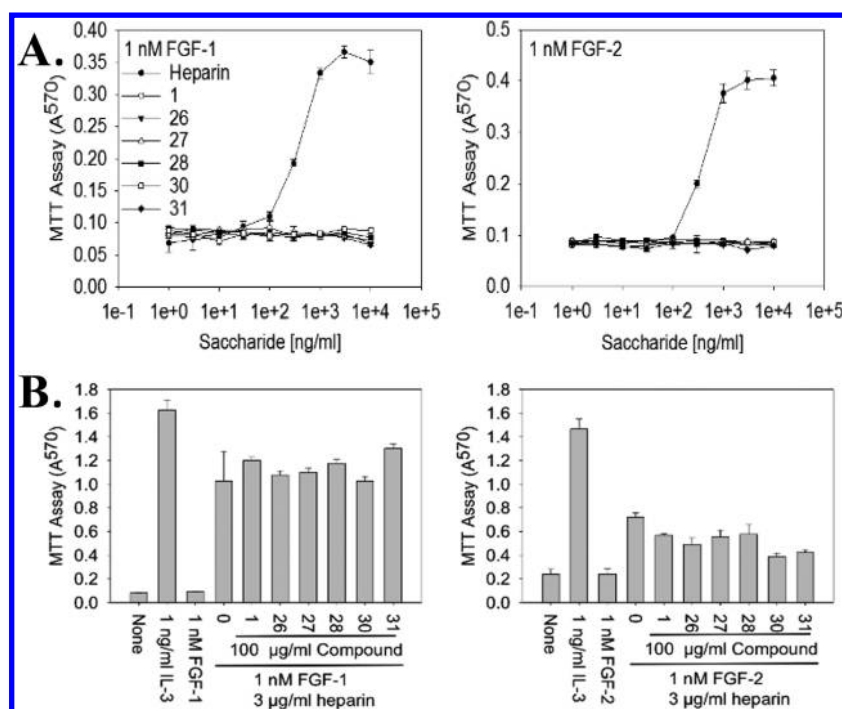 A.
1 nM FGF-1
Heparin
1
26
27
28
30
31
MTT Assay (A570)
0.40
0.35
0.30
0.25
0.20
0.15
0.10
0.05
0.00
1e-1 1e+0 1e+1 1e+2 1e+3 1e+4 1e+5
Saccharide [ng/ml]
1 nM FGF-2
MTT Assay (A570)
0.5
0.4
0.3
0.2
0.1
0.0
1e-1 1e+0 1e+1 1e+2 1e+3 1e+4 1e+5
Saccharide [ng/ml]
B.
MTT Assay (A570)
1.8
1.6
1.4
1.2
1.0
0.8
0.6
0.4
0.2
0.0
None 1 ng/ml IL-3 1 nM FGF-1 0 1 26 27 28 30 31
100 µg/ml Compound
1 nM FGF-1
3 µg/ml heparin
MTT Assay (A570)
1.8
1.6
1.4
1.2
1.0
0.8
0.6
0.4
0.2
0.0
None 1 ng/ml IL-3 1 nM FGF-2 0 1 26 27 28 30 31
100 µg/ml Compound
1 nM FGF-2
3 µg/ml heparin